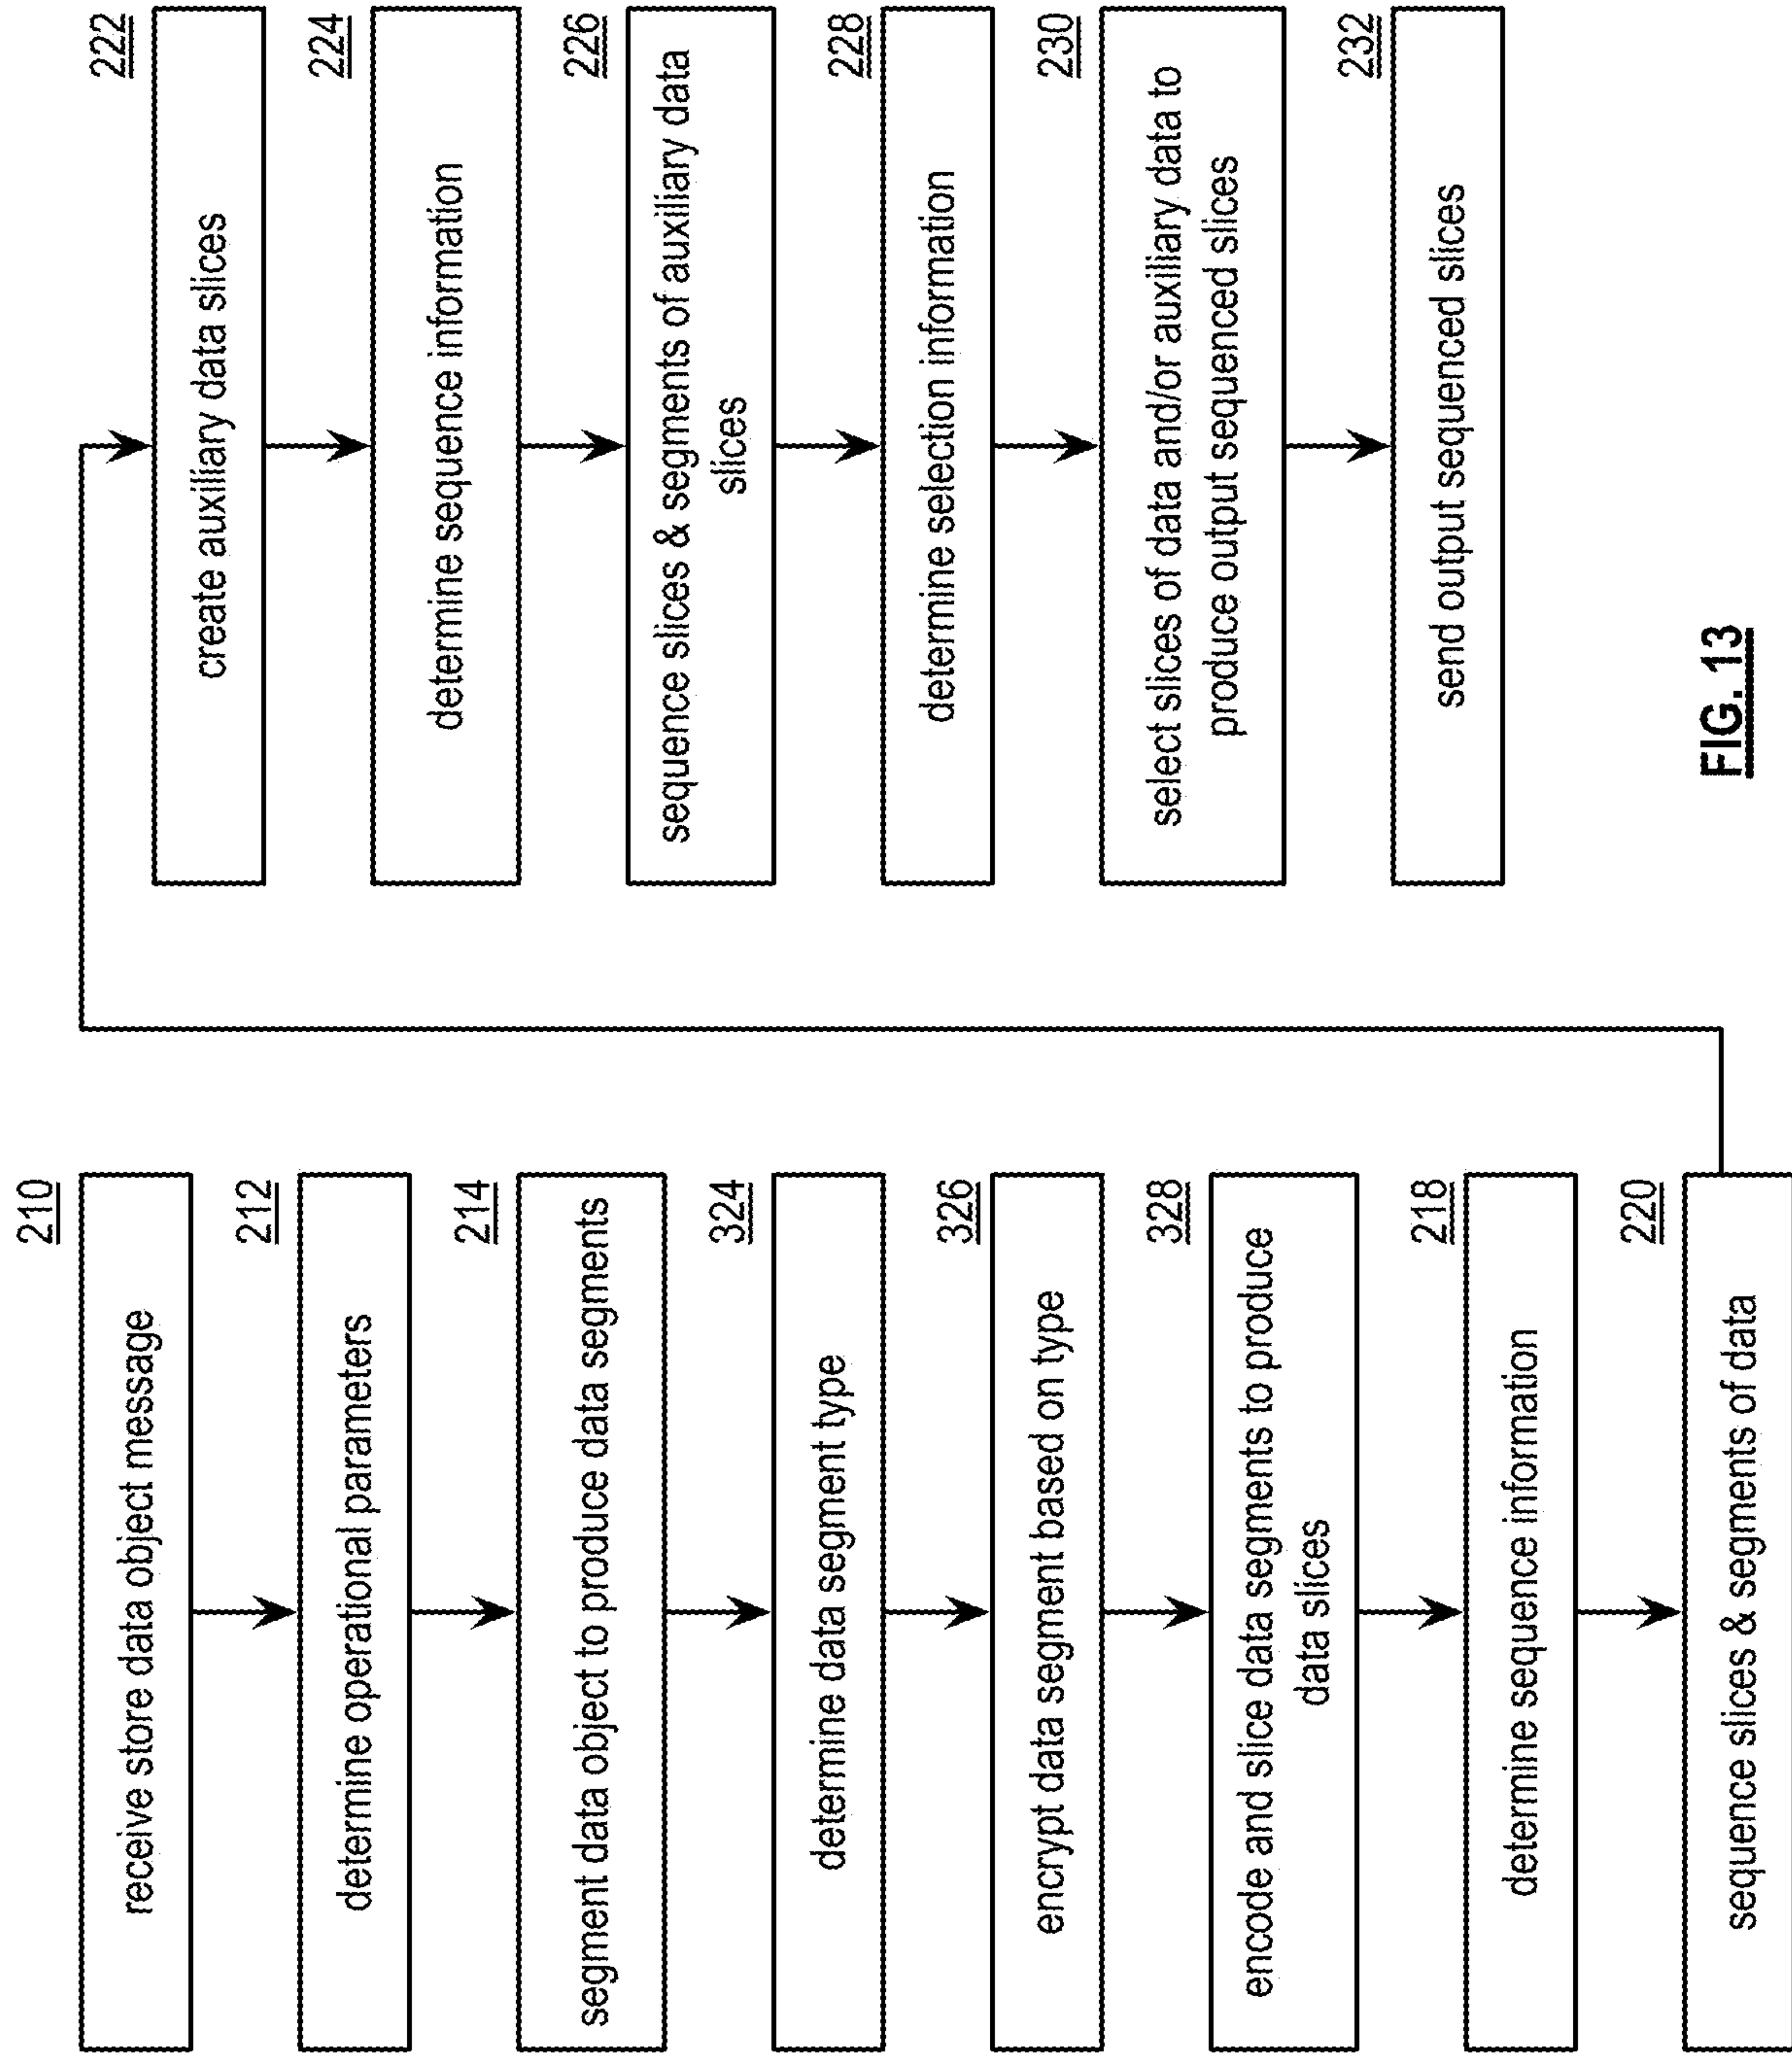 210
receive store data object message
212
determine operational parameters
214
segment data object to produce data segments
324
determine data segment type
326
encrypt data segment based on type
328
encode and slice data segments to produce
data slices
218
determine sequence information
220
sequence slices & segments of data
222
create auxiliary data slices
224
determine sequence information
226
sequence slices & segments of auxiliary data
slices
228
determine selection information
230
select slices of data and/or auxiliary data to
produce output sequenced slices
232
send output sequenced slices
FIG. 13